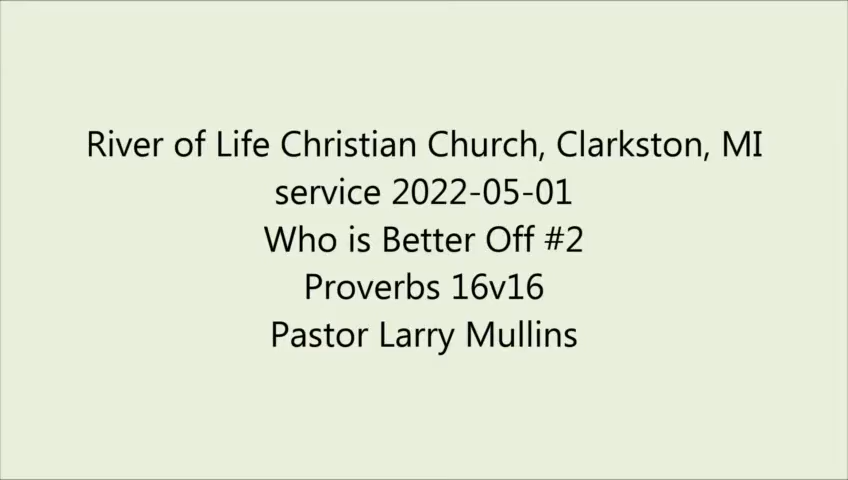 River of Life Christian Church, Clarkston, MI
service 2022-05-01
Who is Better Off #2
Proverbs 16v16
Pastor Larry Mullins